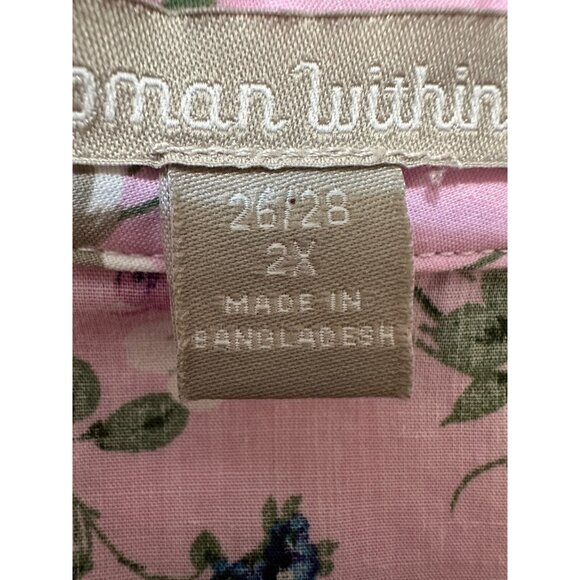 oman within
26/28
2X
MADE IN
BANGLADESH